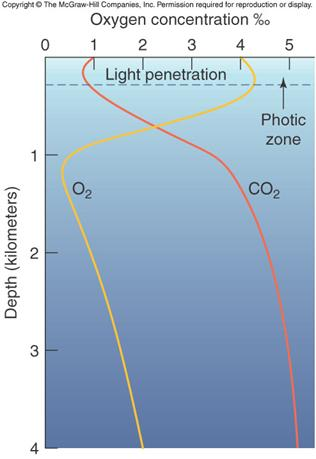 Copyright © The McGraw-Hill Companies, Inc. Permission required for reproduction or display.
Oxygen concentration ‰
0 1 2 3 4 5
Light penetration
Photic
zone
1
O₂
CO₂
2
Depth (kilometers)
3
4